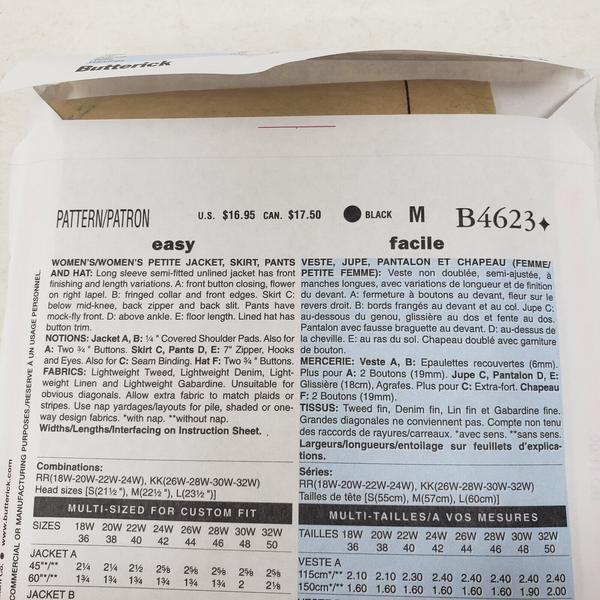 Butterick
PATTERN/PATRON U.S. $16.95 CAN. $17.50 BLACK M B4623
easy
WOMEN'S/WOMEN'S PETITE JACKET, SKIRT, PANTS
AND HAT: Long sleeve semi-fitted unlined jacket has front
finishing and length variations. A: front button closing, flower
on right lapel. B: fringed collar and front edges. Skirt C:
below mid-knee, back zipper and back slit. Pants have
mock-fly front. D: above ankle. E: floor length. Lined hat has
button trim.
NOTIONS: Jacket A, B: ¼" Covered Shoulder Pads. Also for
A: Two ¾" Buttons. Skirt C, Pants D, E: 7" Zipper, Hooks
and Eyes. Also for C: Seam Binding. Hat F: Two ¾" Buttons.
FABRICS: Lightweight Tweed, Lightweight Denim, Light-
weight Linen and Lightweight Gabardine. Unsuitable for
obvious diagonals. Allow extra fabric to match plaids or
stripes. Use nap yardages/layouts for pile, shaded or one-
way design fabrics. *with nap. **without nap.
Widths/Lengths/Interfacing on Instruction Sheet.
Combinations:
RR(18W-20W-22W-24W), KK(26W-28W-30W-32W)
Head sizes [S(21½"), M(22½"), L(23½")]
MULTI-SIZED FOR CUSTOM FIT
SIZES 18W 20W 22W 24W 26W 28W 30W 32W
36 38 40 42 44 46 48 50
JACKET A
45"*/** 2¼ 2¼ 2½ 2⅝ 2⅝ 2⅝ 2⅝ 2⅝
60"*/** 1¾ 1¾ 1¾ 1¾ 1¾ 1¾ 2 2⅛
JACKET B
facile
VESTE, JUPE, PANTALON ET CHAPEAU (FEMME/
PETITE FEMME): Veste non doublée, semi-ajustée, à
manches longues, avec variations de longueur et de finition
du devant. A: fermeture à boutons au devant, fleur sur le
revers droit. B: bords frangés au devant et au col. Jupe C:
au-dessous du genou, glissière au dos et fente au dos.
Pantalon avec fausse braguette au devant. D: au-dessus de
la cheville. E: au ras du sol. Chapeau doublé avec garniture
de bouton.
MERCERIE: Veste A, B: Epaulettes recouvertes (6mm).
Plus pour A: 2 Boutons (19mm). Jupe C, Pantalon D, E:
Glissière (18cm), Agrafes. Plus pour C: Extra-fort. Chapeau
F: 2 Boutons (19mm).
TISSUS: Tweed fin, Denim fin, Lin fin et Gabardine fine.
Grandes diagonales ne conviennent pas. Compte non tenu
des raccords de rayures/carreaux. *avec sens. **sans sens.
Largeurs/longueurs/entoilage sur feuillets d'explica-
tions.
Séries:
RR(18W-20W-22W-24W), KK(26W-28W-30W-32W)
Tailles de tête [S(55cm), M(57cm), L(60cm)]
MULTI-TAILLES/A VOS MESURES
TAILLES 18W 20W 22W 24W 26W 28W 30W 32W
36 38 40 42 44 46 48 50
VESTE A
115cm*/** 2.10 2.10 2.30 2.40 2.40 2.40 2.40 2.40
150cm*/** 1.60 1.60 1.60 1.60 1.60 1.60 1.90 2.00
COMMERCIAL OR MANUFACTURING PURPOSES./RESERVÉ À UN USAGE PERSONNEL.
www.butterick.com